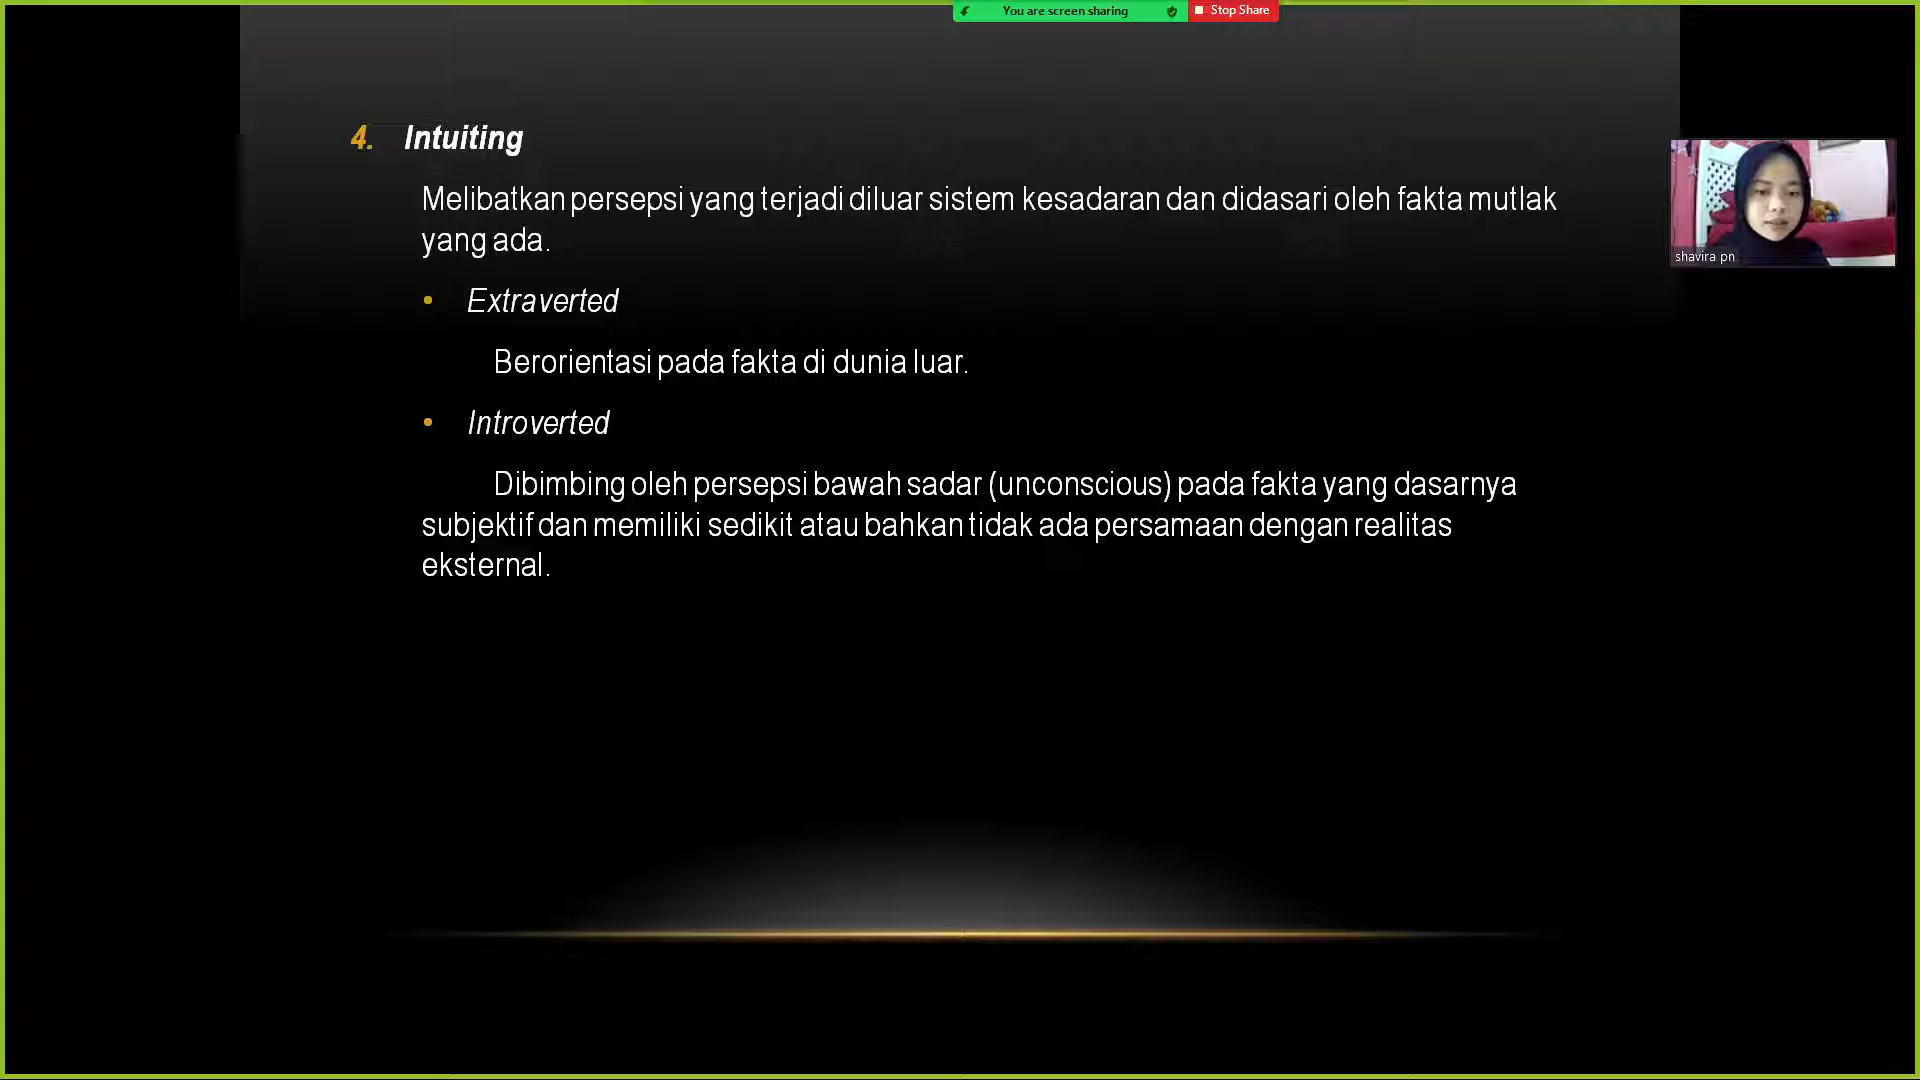 You are screen sharing
Stop Share
4. Intuiting
Melibatkan persepsi yang terjadi diluar sistem kesadaran dan didasari oleh fakta mutlak
yang ada.
• Extraverted
Berorientasi pada fakta di dunia luar.
• Introverted
Dibimbing oleh persepsi bawah sadar (unconscious) pada fakta yang dasarnya
subjektif dan memiliki sedikit atau bahkan tidak ada persamaan dengan realitas
eksternal.
shavira pn